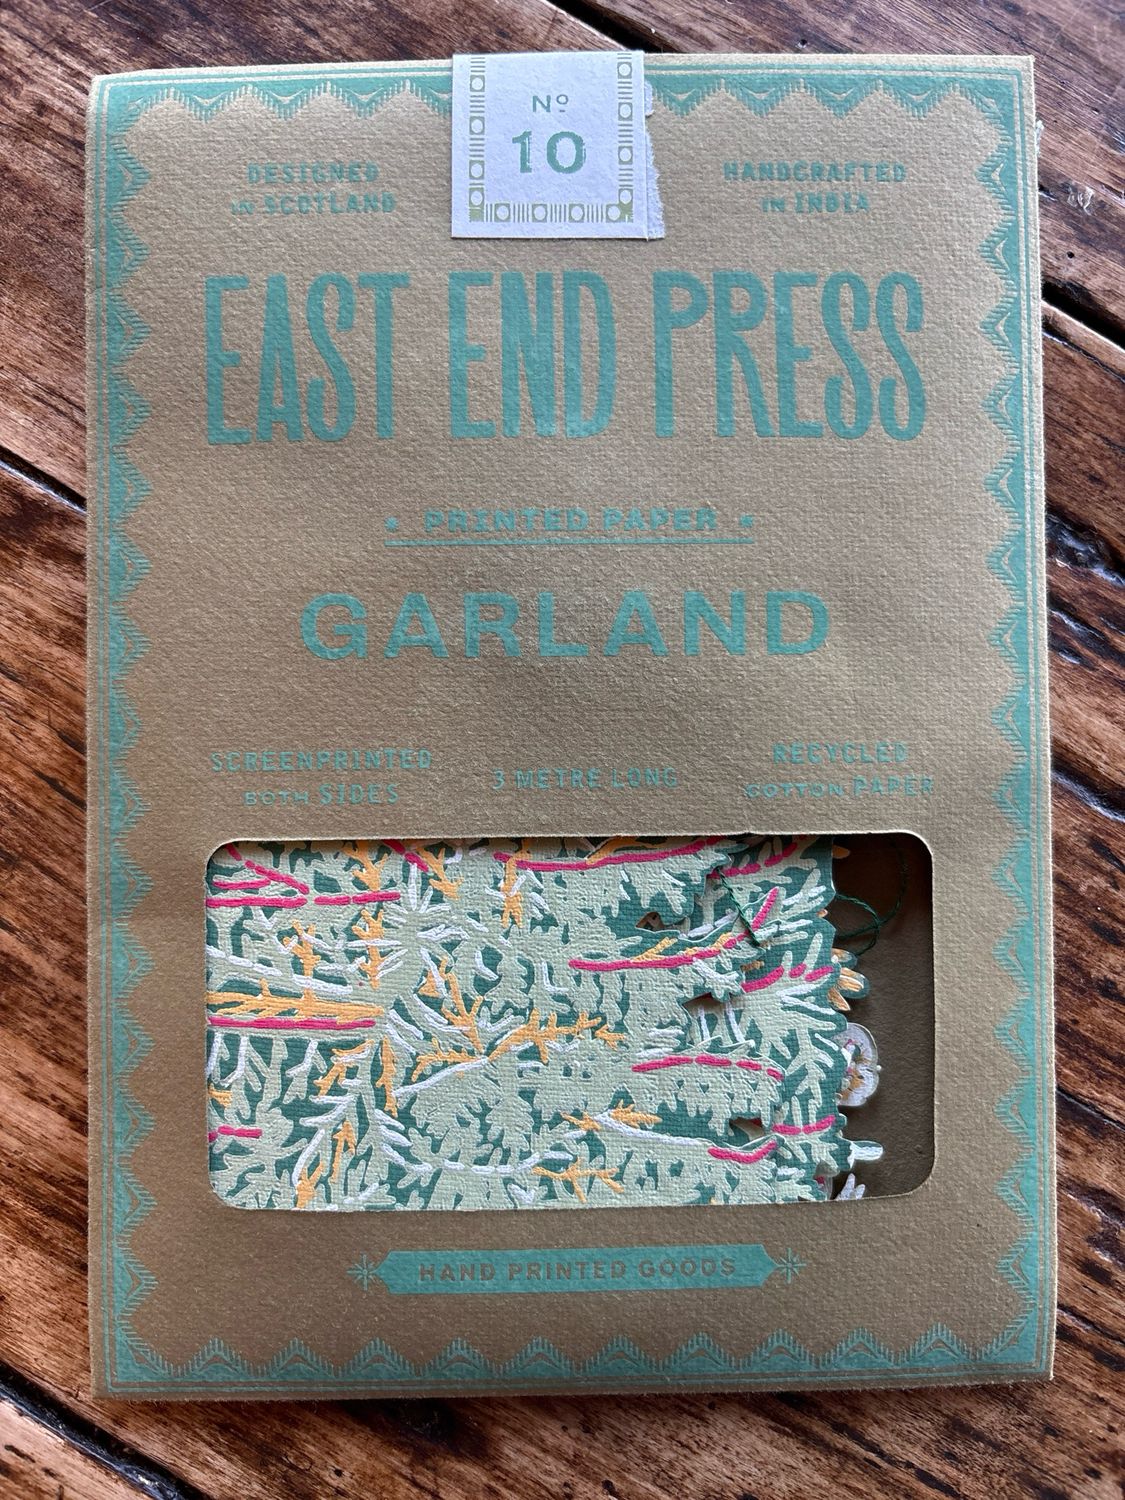 Nº
10
DESIGNED
IN SCOTLAND
HANDCRAFTED
IN INDIA
EAST END PRESS
PRINTED PAPER
GARLAND
SCREENPRINTED
BOTH SIDES
3 METRE LONG
RECYCLED
COTTON PAPER
HAND PRINTED GOODS